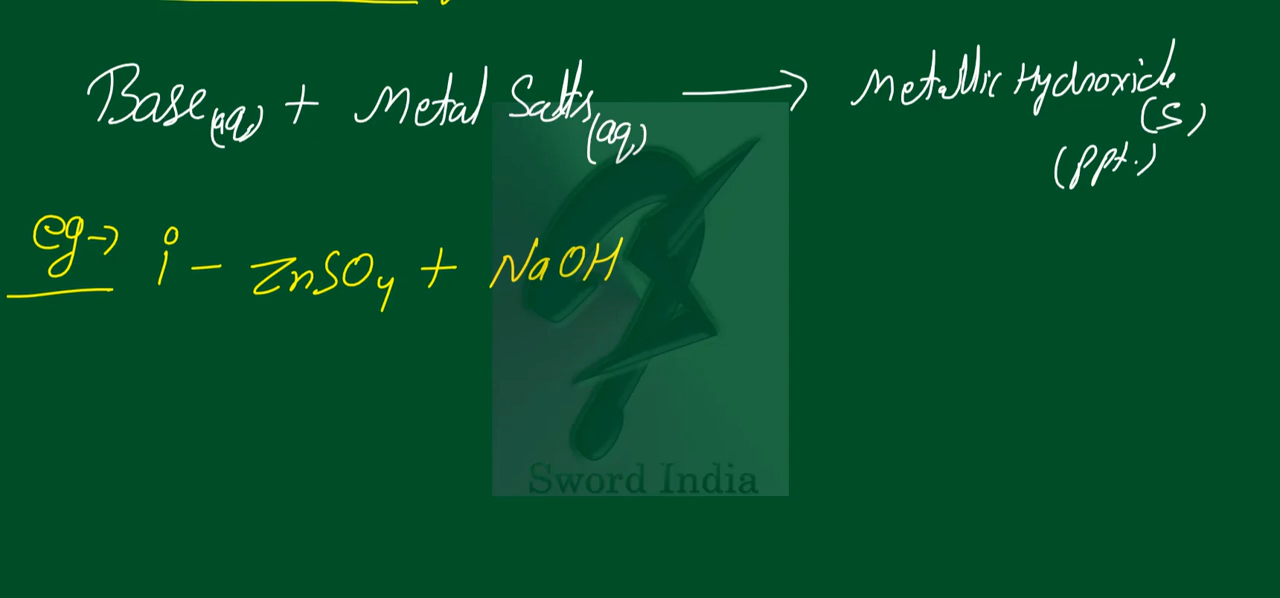 Base(aq) + Metal Salts(aq) → Metallic Hydroxide(s)
(ppt.)
eg→ i - ZnSO4 + NaOH
Sword India